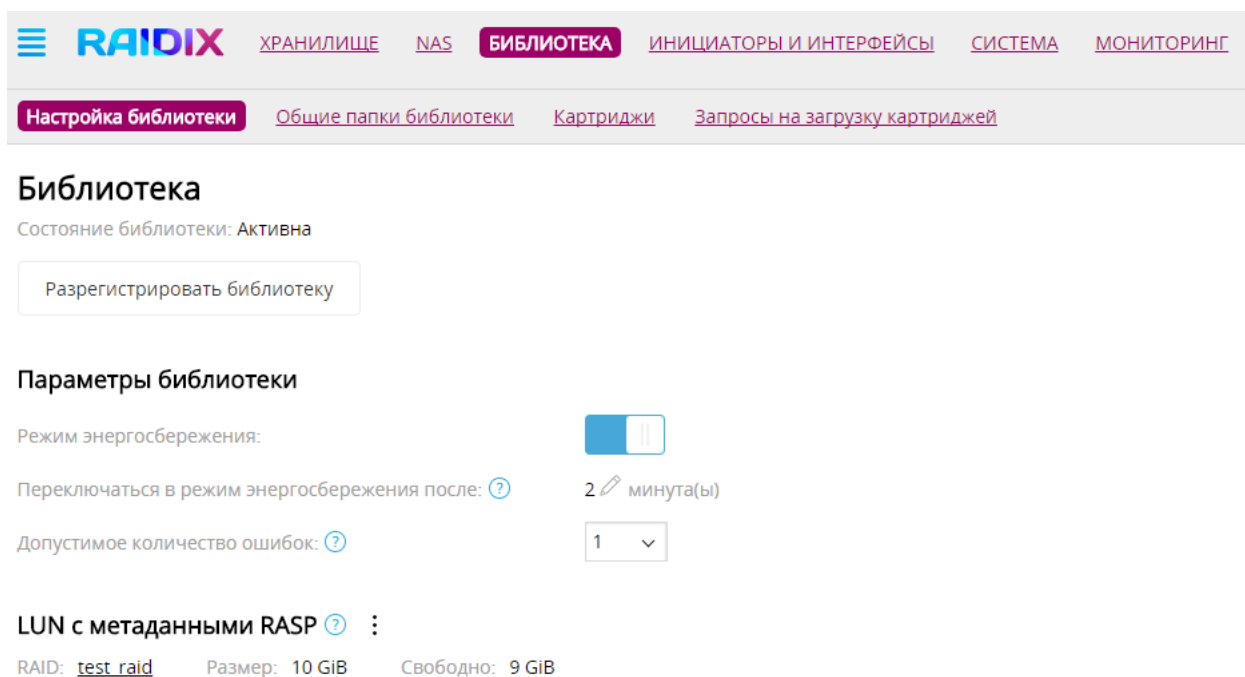 RAIDIX ХРАНИЛИЩЕ NAS БИБЛИОТЕКА ИНИЦИАТОРЫ И ИНТЕРФЕЙСЫ СИСТЕМА МОНИТОРИНГ
Настройка библиотеки Общие папки библиотеки Картриджи Запросы на загрузку картриджей
Библиотека
Состояние библиотеки: Активна
Разрегистрировать библиотеку
Параметры библиотеки
Режим энергосбережения:
Переключаться в режим энергосбережения после: ? 2 минута(ы)
Допустимое количество ошибок: ? 1
LUN с метаданными RASP ?
RAID: test_raid Размер: 10 GiB Свободно: 9 GiB